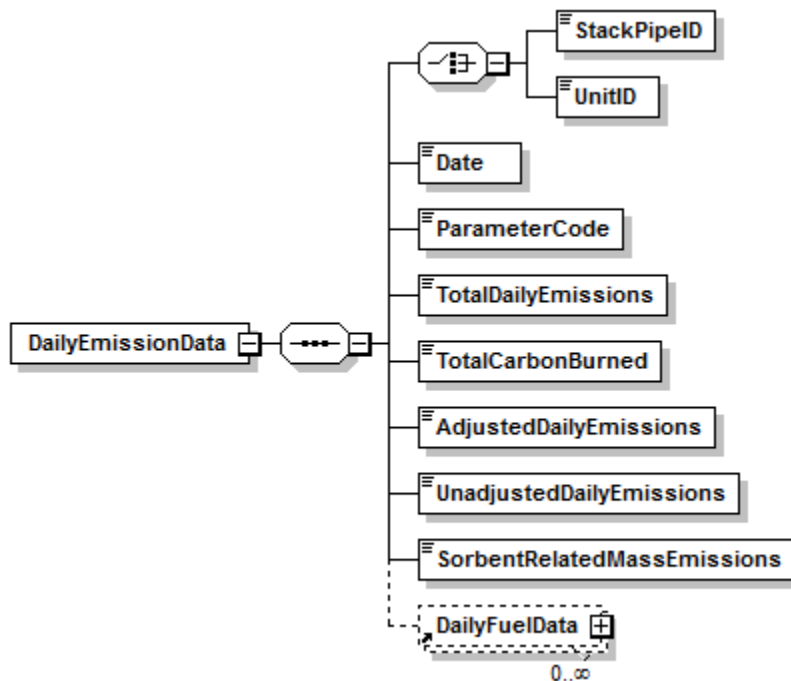 StackPipeID
UnitID
Date
ParameterCode
TotalDailyEmissions
DailyEmissionData
TotalCarbonBurned
AdjustedDailyEmissions
UnadjustedDailyEmissions
SorbentRelatedMassEmissions
DailyFuelData
0..∞